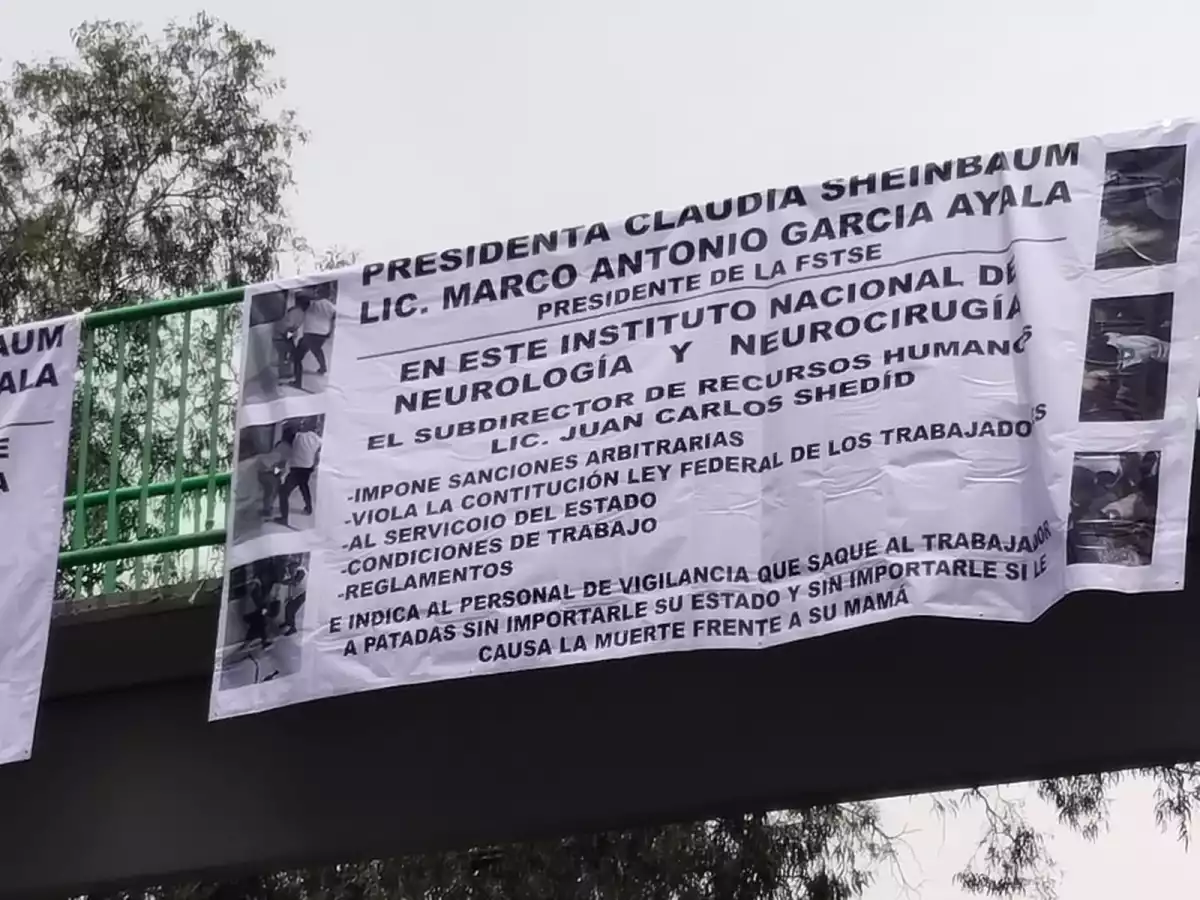 AUM
ALA
E
A
PRESIDENTA CLAUDIA SHEINBAUM
LIC. MARCO ANTONIO GARCIA AYALA
PRESIDENTE DE LA FSTSE
EN ESTE INSTITUTO NACIONAL DE
NEUROLOGÍA Y NEUROCIRUGÍA
EL SUBDIRECTOR DE RECURSOS HUMANOS
LIC. JUAN CARLOS SHEDÍD
-IMPONE SANCIONES ARBITRARIAS
-VIOLA LA CONTITUCIÓN LEY FEDERAL DE LOS TRABAJADORES
-AL SERVICOIO DEL ESTADO
-CONDICIONES DE TRABAJO
-REGLAMENTOS
E INDICA AL PERSONAL DE VIGILANCIA QUE SAQUE AL TRABAJADOR
A PATADAS SIN IMPORTARLE SU ESTADO Y SIN IMPORTARLE SI LE
CAUSA LA MUERTE FRENTE A SU MAMÁ